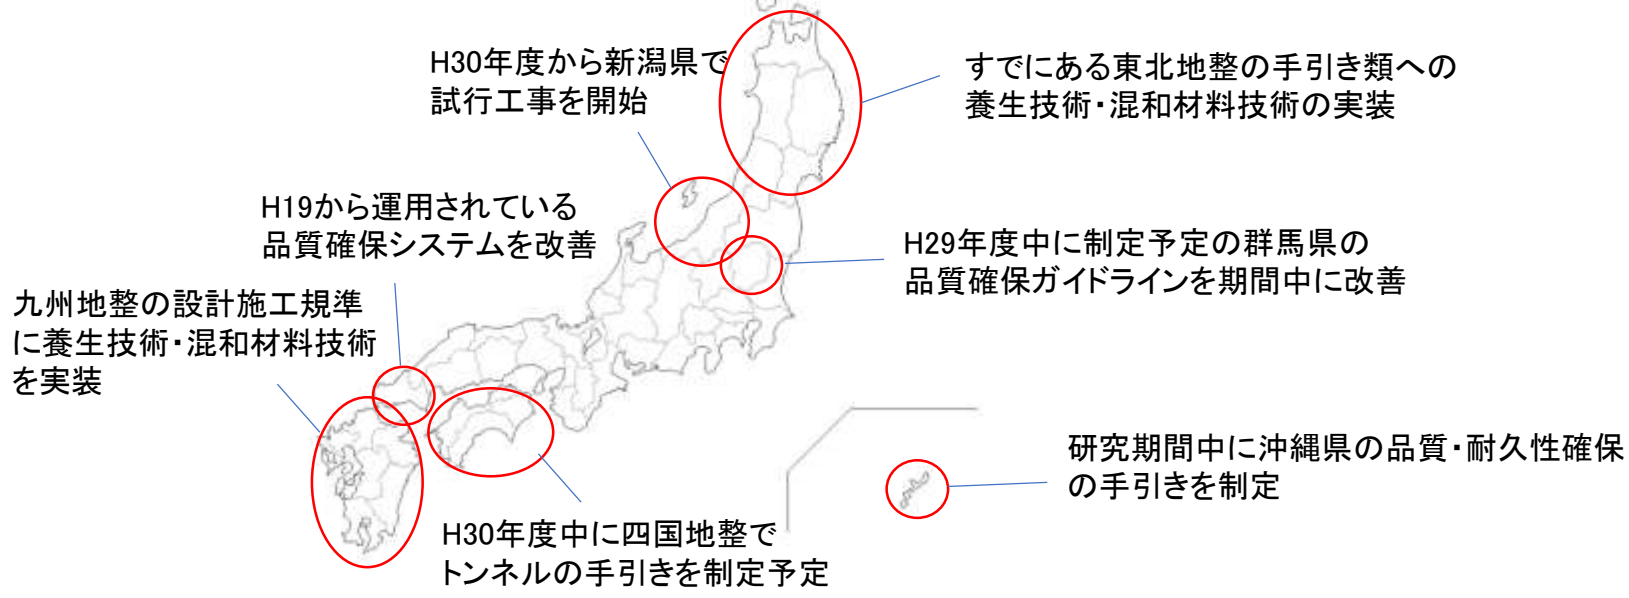 H30年度から新潟県で
試行工事を開始
すでにある東北地整の手引き類への
養生技術・混和材料技術の実装
H19から運用されている
品質確保システムを改善
H29年度中に制定予定の群馬県の
品質確保ガイドラインを期間中に改善
九州地整の設計施工規準
に養生技術・混和材料技術
を実装
研究期間中に沖縄県の品質・耐久性確保
の手引きを制定
H30年度中に四国地整で
トンネルの手引きを制定予定